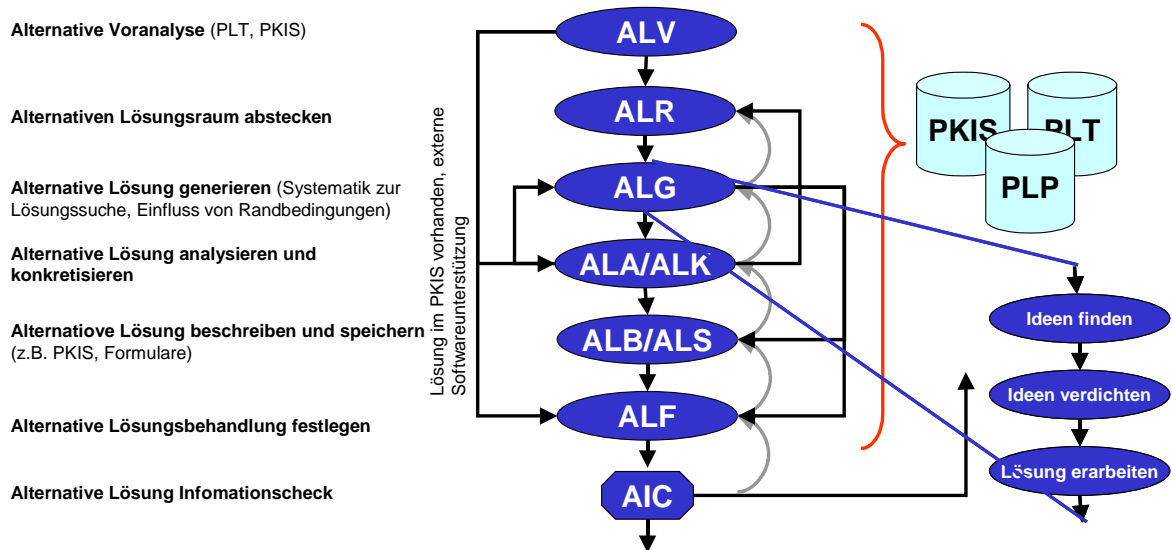 Alternative Voranalyse (PLT, PKIS)
Alternativen Lösungsraum abstecken
Alternative Lösung generieren (Systematik zur
Lösungssuche, Einfluss von Randbedingungen)
Alternative Lösung analysieren und
konkretisieren
Alternatiove Lösung beschreiben und speichern
(z.B. PKIS, Formulare)
Alternative Lösungsbehandlung festlegen
Alternative Lösung Infomationscheck
Lösung im PKIS vorhanden, externe
Softwareunterstützung
ALV
ALR
ALG
ALA/ALK
ALB/ALS
ALF
AIC
PKIS
PLT
PLP
Ideen finden
Ideen verdichten
Lösung erarbeiten